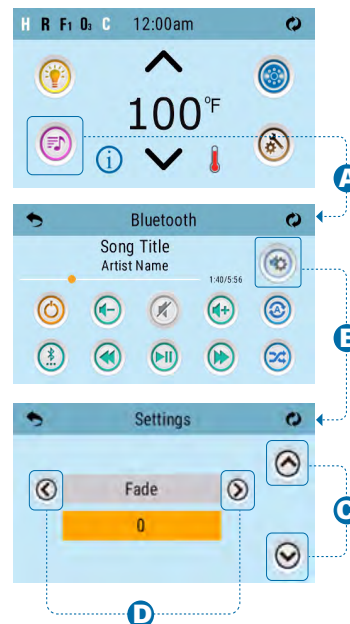 H R F1 O3 C 12:00am
100°F
i
A
Bluetooth
Song Title
Artist Name
1:40/5:56
A
B
Settings
Fade
0
C
D